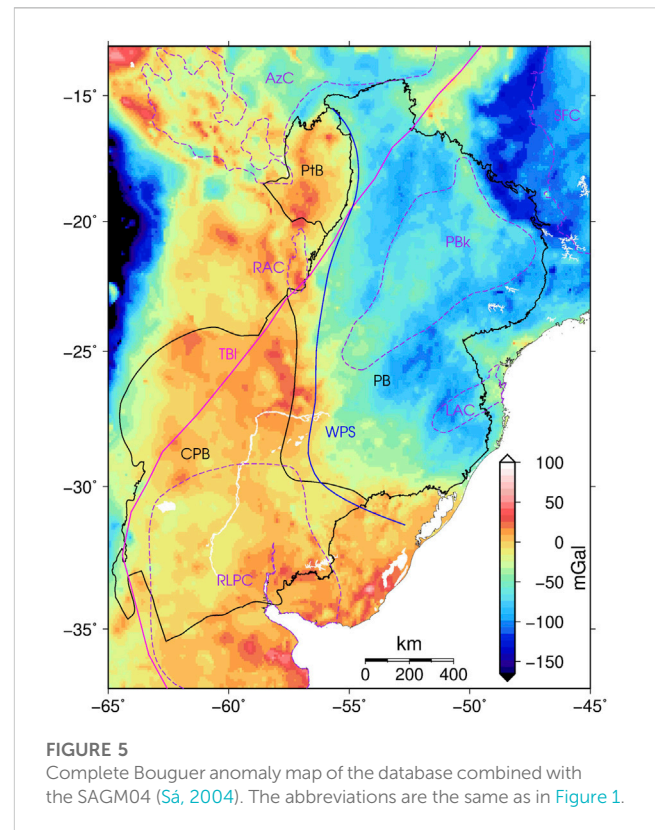 AzC
−15°
SFC
PtB
−20°
PBk
RAC
TBI
−25°
PB
LAC
WPS
CPB
−30°
RLPC
−35°
km
0 200 400
100
50
0
−50
−100
−150
mGal
−65° −60° −55° −50° −45°
FIGURE 5
Complete Bouguer anomaly map of the database combined with
the SAGM04 (Sá, 2004). The abbreviations are the same as in Figure 1.